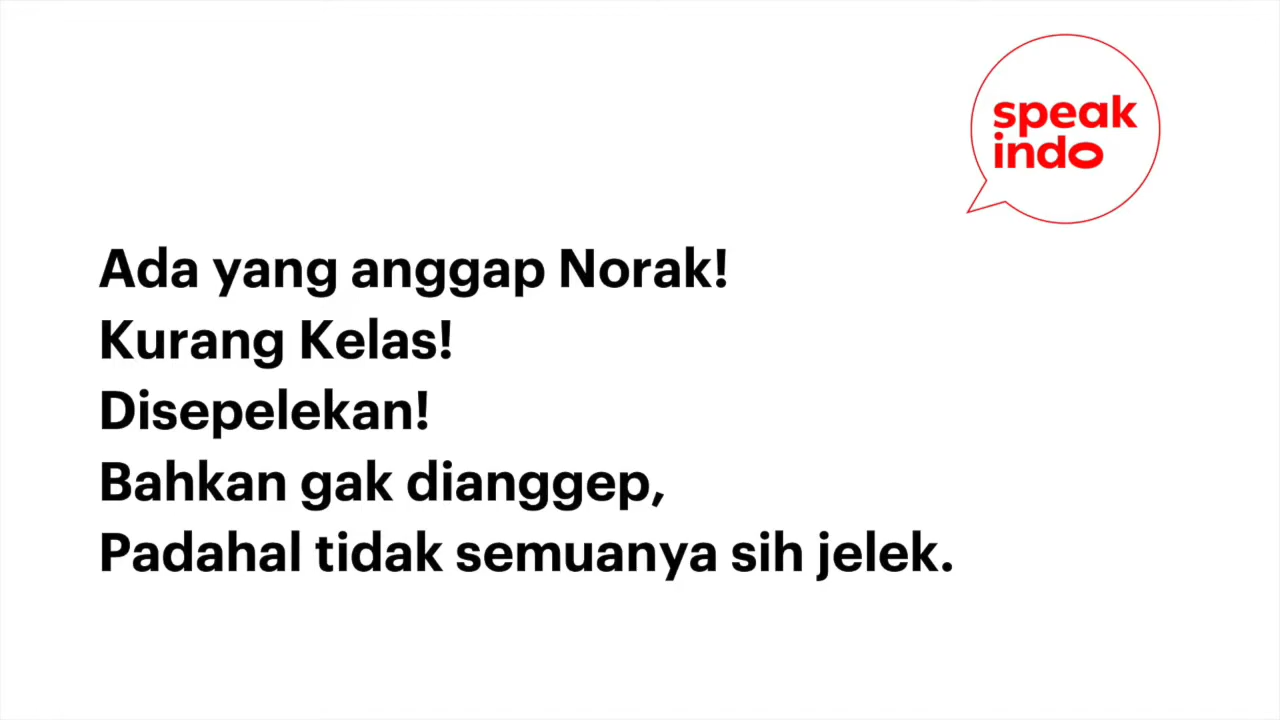 speak
indo
Ada yang anggap Norak!
Kurang Kelas!
Disepelekan!
Bahkan gak dianggep,
Padahal tidak semuanya sih jelek.